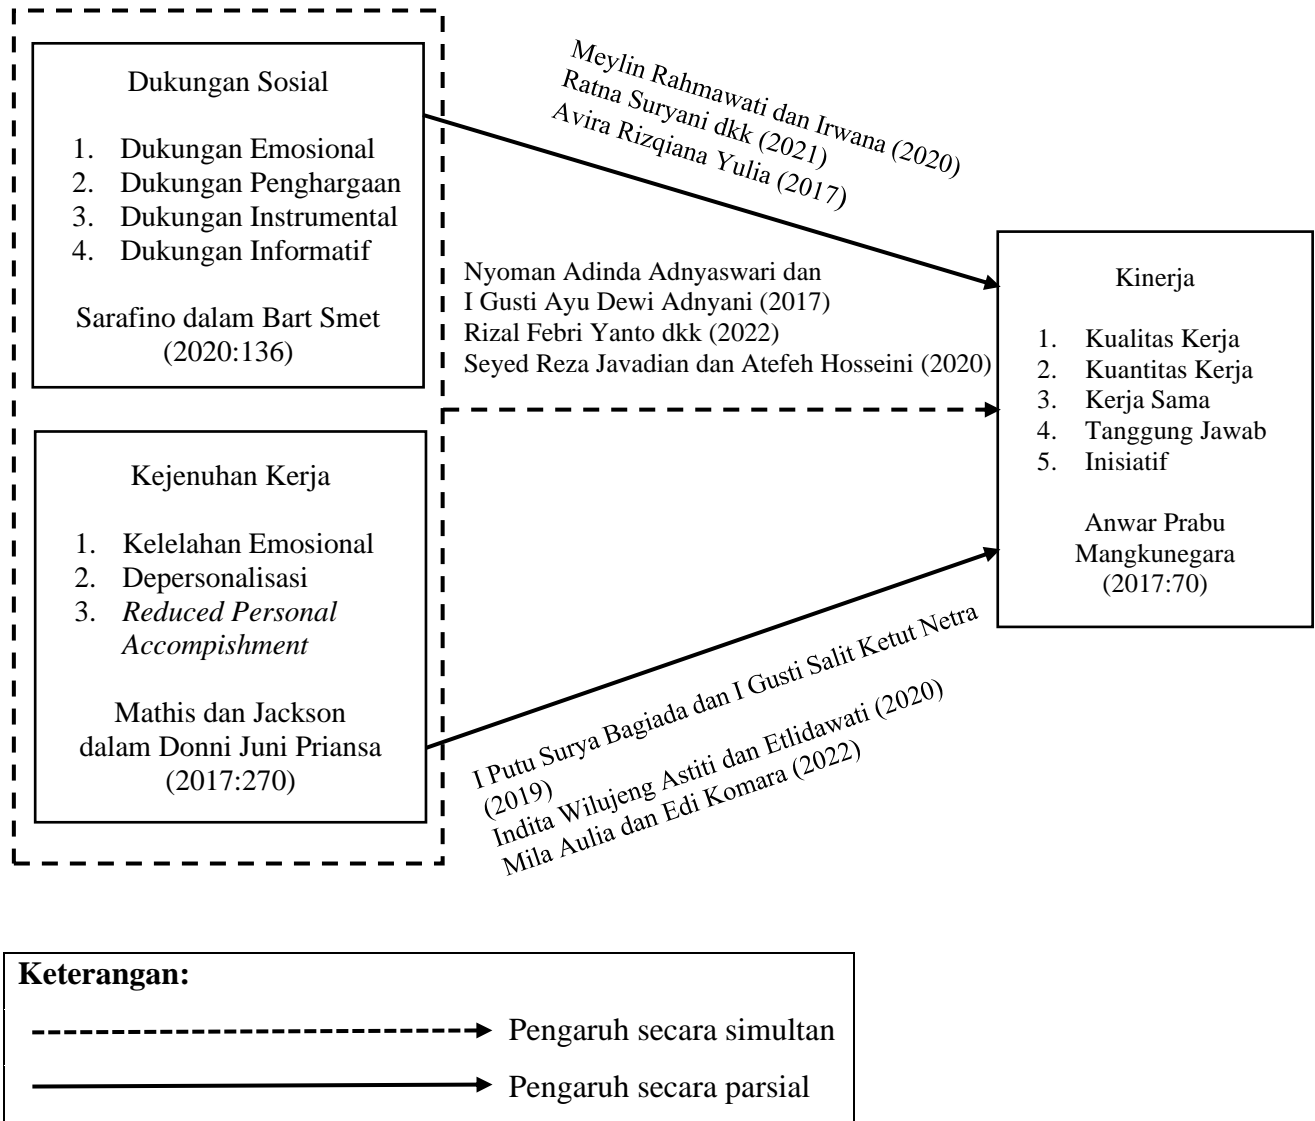 Dukungan Sosial
1. Dukungan Emosional
2. Dukungan Penghargaan
3. Dukungan Instrumental
4. Dukungan Informatif
Sarafino dalam Bart Smet
(2020:136)
Meylin Rahmawati dan Irwana (2020)
Ratna Suryani dkk (2021)
Avira Rizqiana Yulia (2017)
Nyoman Adinda Adnyaswari dan
I Gusti Ayu Dewi Adnyani (2017)
Rizal Febri Yanto dkk (2022)
Seyed Reza Javadian dan Atefeh Hosseini (2020)
Kinerja
1. Kualitas Kerja
2. Kuantitas Kerja
3. Kerja Sama
4. Tanggung Jawab
5. Inisiatif
Anwar Prabu
Mangkunegara
(2017:70)
Kejenuhan Kerja
1. Kelelahan Emosional
2. Depersonalisasi
3. Reduced Personal
Accompishment
Mathis dan Jackson
dalam Donni Juni Priansa
(2017:270)
I Putu Surya Bagiada dan I Gusti Salit Ketut Netra
(2019)
Indita Wilujeng Astiti dan Etlidawati (2020)
Mila Aulia dan Edi Komara (2022)
Keterangan:
Pengaruh secara simultan
Pengaruh secara parsial